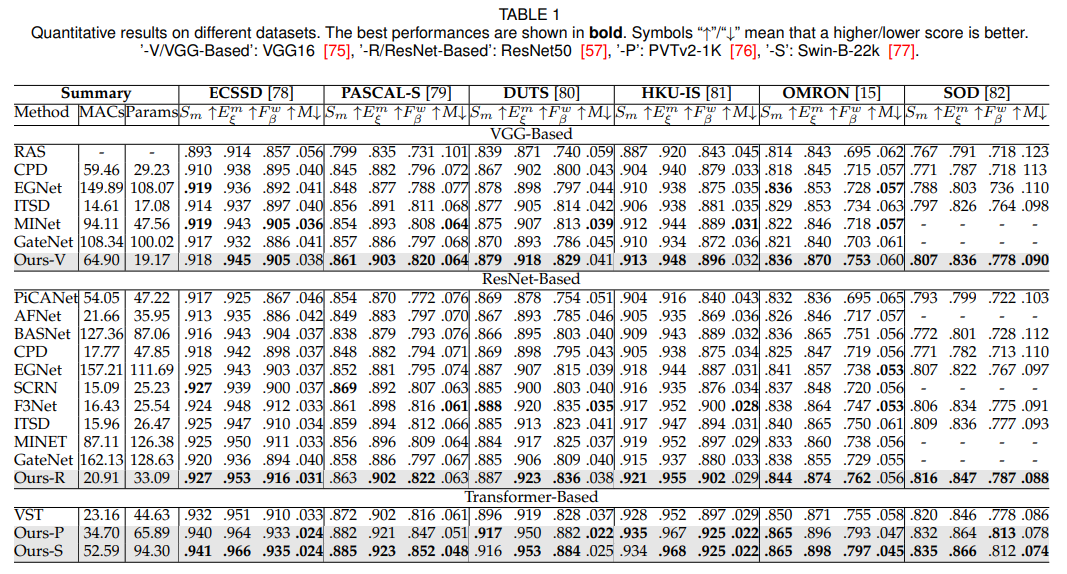 TABLE 1
Quantitative results on different datasets. The best performances are shown in bold. Symbols “↑”/“↓” mean that a higher/lower score is better.
'-V/VGG-Based': VGG16 [75], '-R/ResNet-Based': ResNet50 [57], '-P': PVTv2-1K [76], '-S': Swin-B-22k [77].
Summary ECSSD [78] PASCAL-S [79] DUTS [80] HKU-IS [81] OMRON [15] SOD [82]
Method MACs Params Sm ↑ Emξ ↑ Fwβ ↑ M↓ Sm ↑ Emξ ↑ Fwβ ↑ M↓ Sm ↑ Emξ ↑ Fwβ ↑ M↓ Sm ↑ Emξ ↑ Fwβ ↑ M↓ Sm ↑ Emξ ↑ Fwβ ↑ M↓ Sm ↑ Emξ ↑ Fwβ ↑ M↓
VGG-Based
RAS - - .893 .914 .857 .056 .799 .835 .731 .101 .839 .871 .740 .059 .887 .920 .843 .045 .814 .843 .695 .062 .767 .791 .718 .123
CPD 59.46 29.23 .910 .938 .895 .040 .845 .882 .796 .072 .867 .902 .800 .043 .904 .940 .879 .033 .818 .845 .715 .057 .771 .787 .718 113
EGNet 149.89 108.07 .919 .936 .892 .041 .848 .877 .788 .077 .878 .898 .797 .044 .910 .938 .875 .035 .836 .853 .728 .057 .788 .803 .736 .110
ITSD 14.61 17.08 .914 .937 .897 .040 .856 .891 .811 .068 .877 .905 .814 .042 .906 .938 .881 .035 .829 .853 .734 .063 .797 .826 .764 .098
MINet 94.11 47.56 .919 .943 .905 .036 .854 .893 .808 .064 .875 .907 .813 .039 .912 .944 .889 .031 .822 .846 .718 .057 - - - -
GateNet 108.34 100.02 .917 .932 .886 .041 .857 .886 .797 .068 .870 .893 .786 .045 .910 .934 .872 .036 .821 .840 .703 .061 - - - -
Ours-V 64.90 19.17 .918 .945 .905 .038 .861 .903 .820 .064 .879 .918 .829 .041 .913 .948 .896 .032 .836 .870 .753 .060 .807 .836 .778 .090
ResNet-Based
PiCANet 54.05 47.22 .917 .925 .867 .046 .854 .870 .772 .076 .869 .878 .754 .051 .904 .916 .840 .043 .832 .836 .695 .065 .793 .799 .722 .103
AFNet 21.66 35.95 .913 .935 .886 .042 .849 .883 .797 .070 .867 .893 .785 .046 .905 .935 .869 .036 .826 .846 .717 .057 - - - -
BASNet 127.36 87.06 .916 .943 .904 .037 .838 .879 .793 .076 .866 .895 .803 .040 .909 .943 .889 .032 .836 .865 .751 .056 .772 .801 .728 .112
CPD 17.77 47.85 .918 .942 .898 .037 .848 .882 .794 .071 .869 .898 .795 .043 .905 .938 .875 .034 .825 .847 .719 .056 .771 .782 .713 .110
EGNet 157.21 111.69 .925 .943 .903 .037 .852 .881 .795 .074 .887 .907 .815 .039 .918 .944 .887 .031 .841 .857 .738 .053 .807 .822 .767 .097
SCRN 15.09 25.23 .927 .939 .900 .037 .869 .892 .807 .063 .885 .900 .803 .040 .916 .935 .876 .034 .837 .848 .720 .056 - - - -
F3Net 16.43 25.54 .924 .948 .912 .033 .861 .898 .816 .061 .888 .920 .835 .035 .917 .952 .900 .028 .838 .864 .747 .053 .806 .834 .775 .091
ITSD 15.96 26.47 .925 .947 .910 .034 .859 .894 .812 .066 .885 .913 .823 .041 .917 .947 .894 .031 .840 .865 .750 .061 .809 .836 .777 .093
MINET 87.11 126.38 .925 .950 .911 .033 .856 .896 .809 .064 .884 .917 .825 .037 .919 .952 .897 .029 .833 .860 .738 .056 - - - -
GateNet 162.13 128.63 .920 .936 .894 .040 .858 .886 .797 .067 .885 .906 .809 .040 .915 .937 .880 .033 .838 .855 .729 .055 - - - -
Ours-R 20.91 33.09 .927 .953 .916 .031 .863 .902 .822 .063 .887 .923 .836 .038 .921 .955 .902 .029 .844 .874 .762 .056 .816 .847 .787 .088
Transformer-Based
VST 23.16 44.63 .932 .951 .910 .033 .872 .902 .816 .061 .896 .919 .828 .037 .928 .952 .897 .029 .850 .871 .755 .058 .820 .846 .778 .086
Ours-P 34.70 65.89 .940 .964 .933 .024 .882 .921 .847 .051 .917 .950 .882 .022 .935 .967 .925 .022 .865 .896 .793 .047 .832 .864 .813 .078
Ours-S 52.59 94.30 .941 .966 .935 .024 .885 .923 .852 .048 .916 .953 .884 .025 .934 .968 .925 .022 .865 .898 .797 .045 .835 .866 .812 .074